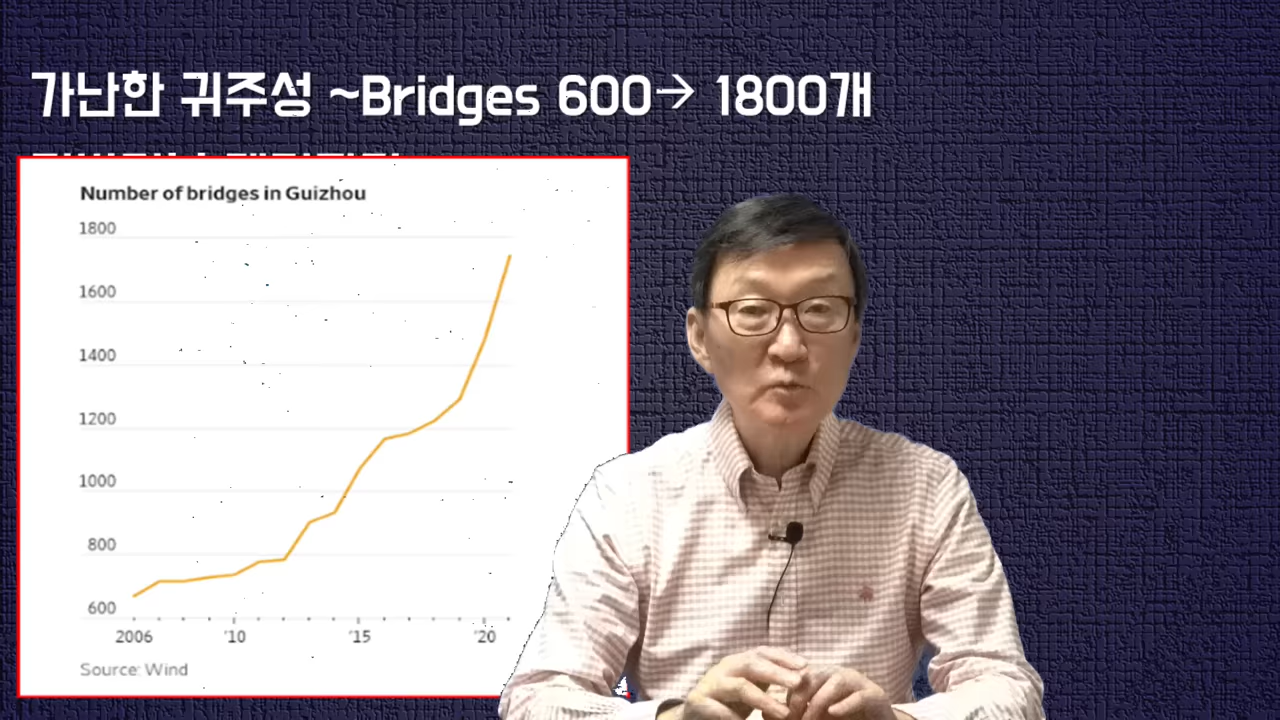 가난한 귀주성 ~Bridges 600→ 1800개
Number of bridges in Guizhou
1800
1600
1400
1200
1000
800
600
2006 '10 '15 '20
Source: Wind